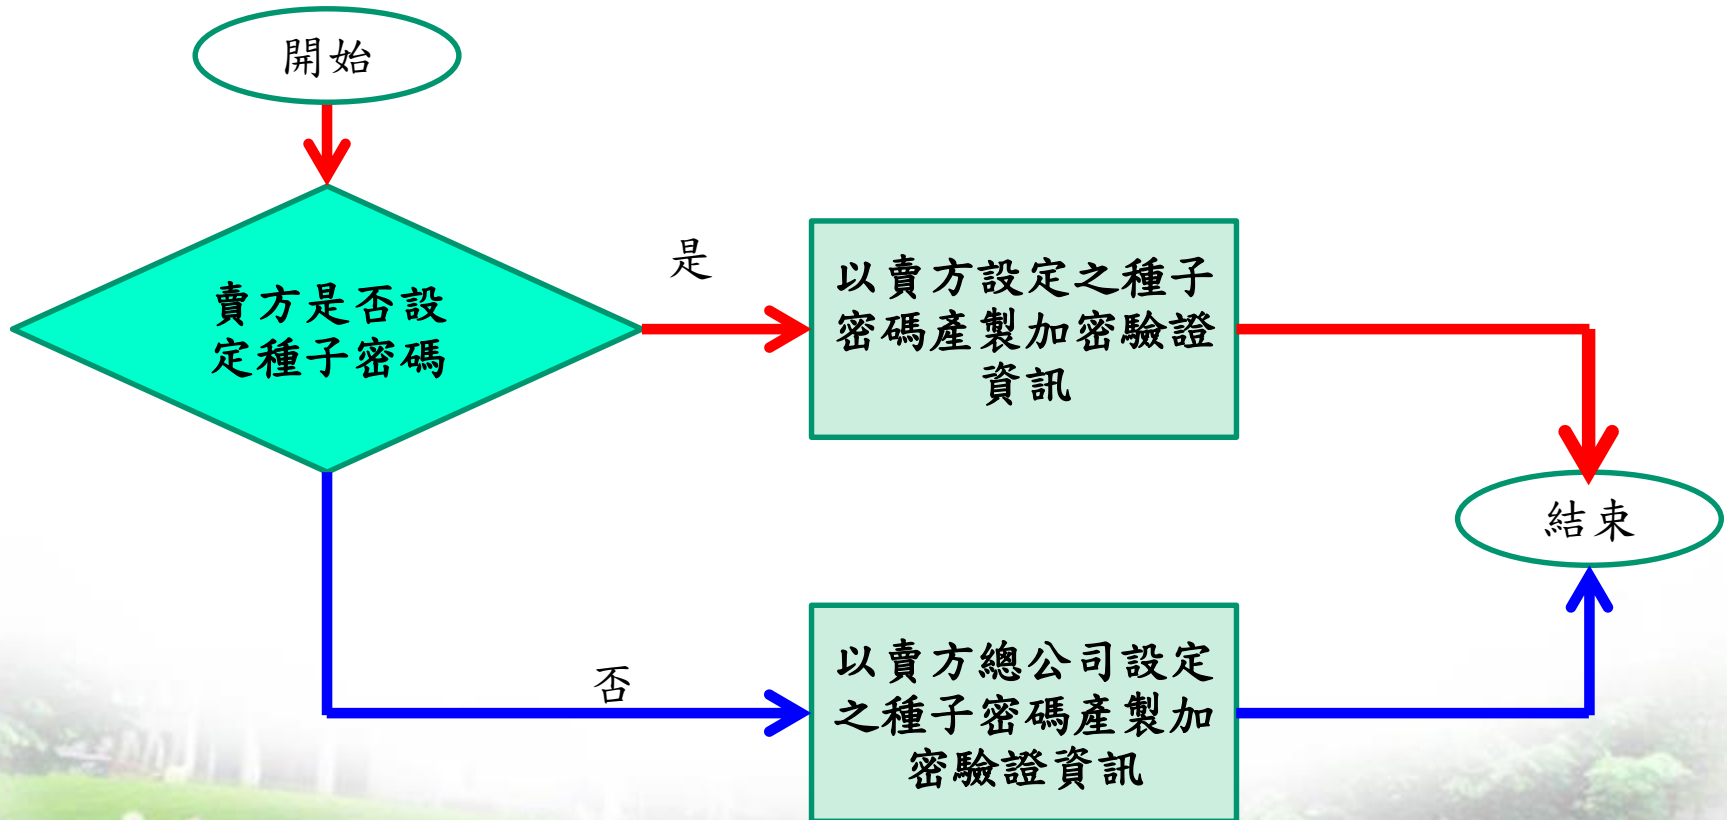 開始
賣方是否設
定種子密碼
是
以賣方設定之種子
密碼產製加密驗證
資訊
結束
否
以賣方總公司設定
之種子密碼產製加
密驗證資訊